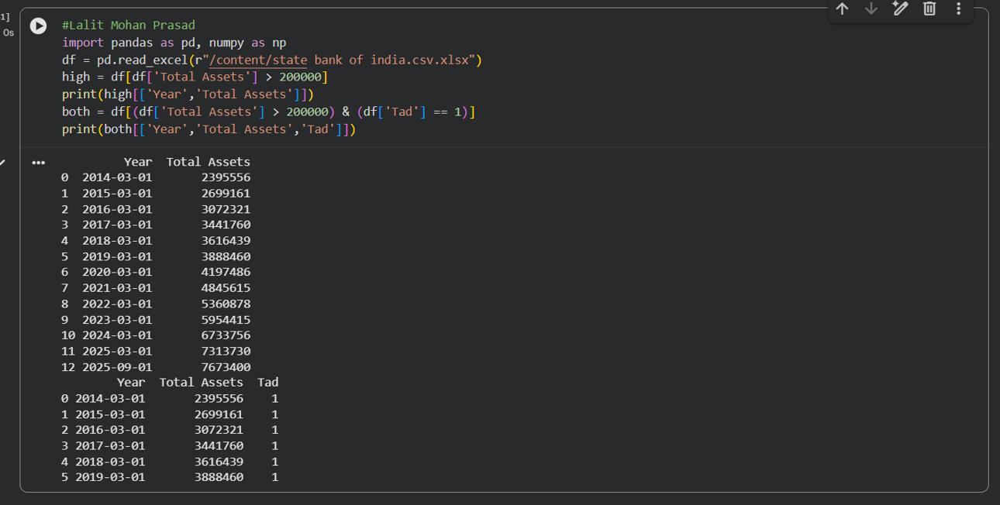 1]
0s
#Lalit Mohan Prasad
import pandas as pd, numpy as np
df = pd.read_excel(r"/content/state bank of india.csv.xlsx")
high = df[df['Total Assets'] > 200000]
print(high[['Year','Total Assets']])
both = df[(df['Total Assets'] > 200000) & (df['Tad'] == 1)]
print(both[['Year','Total Assets','Tad']])
Year Total Assets
0 2014-03-01 2395556
1 2015-03-01 2699161
2 2016-03-01 3072321
3 2017-03-01 3441760
4 2018-03-01 3616439
5 2019-03-01 3888460
6 2020-03-01 4197486
7 2021-03-01 4845615
8 2022-03-01 5360878
9 2023-03-01 5954415
10 2024-03-01 6733756
11 2025-03-01 7313730
12 2025-09-01 7673400
Year Total Assets Tad
0 2014-03-01 2395556 1
1 2015-03-01 2699161 1
2 2016-03-01 3072321 1
3 2017-03-01 3441760 1
4 2018-03-01 3616439 1
5 2019-03-01 3888460 1